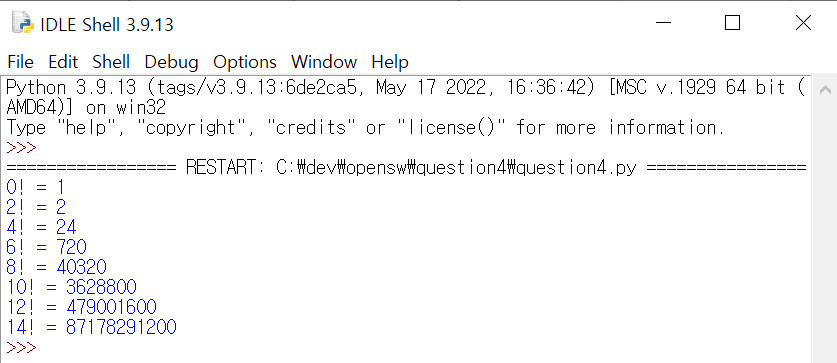 IDLE Shell 3.9.13
File Edit Shell Debug Options Window Help
Python 3.9.13 (tags/v3.9.13:6de2ca5, May 17 2022, 16:36:42) [MSC v.1929 64 bit (
AMD64)] on win32
Type "help", "copyright", "credits" or "license()" for more information.
>>>
================= RESTART: C:₩dev₩opensw₩question4₩question4.py ================
0! = 1
2! = 2
4! = 24
6! = 720
8! = 40320
10! = 3628800
12! = 479001600
14! = 87178291200
>>>